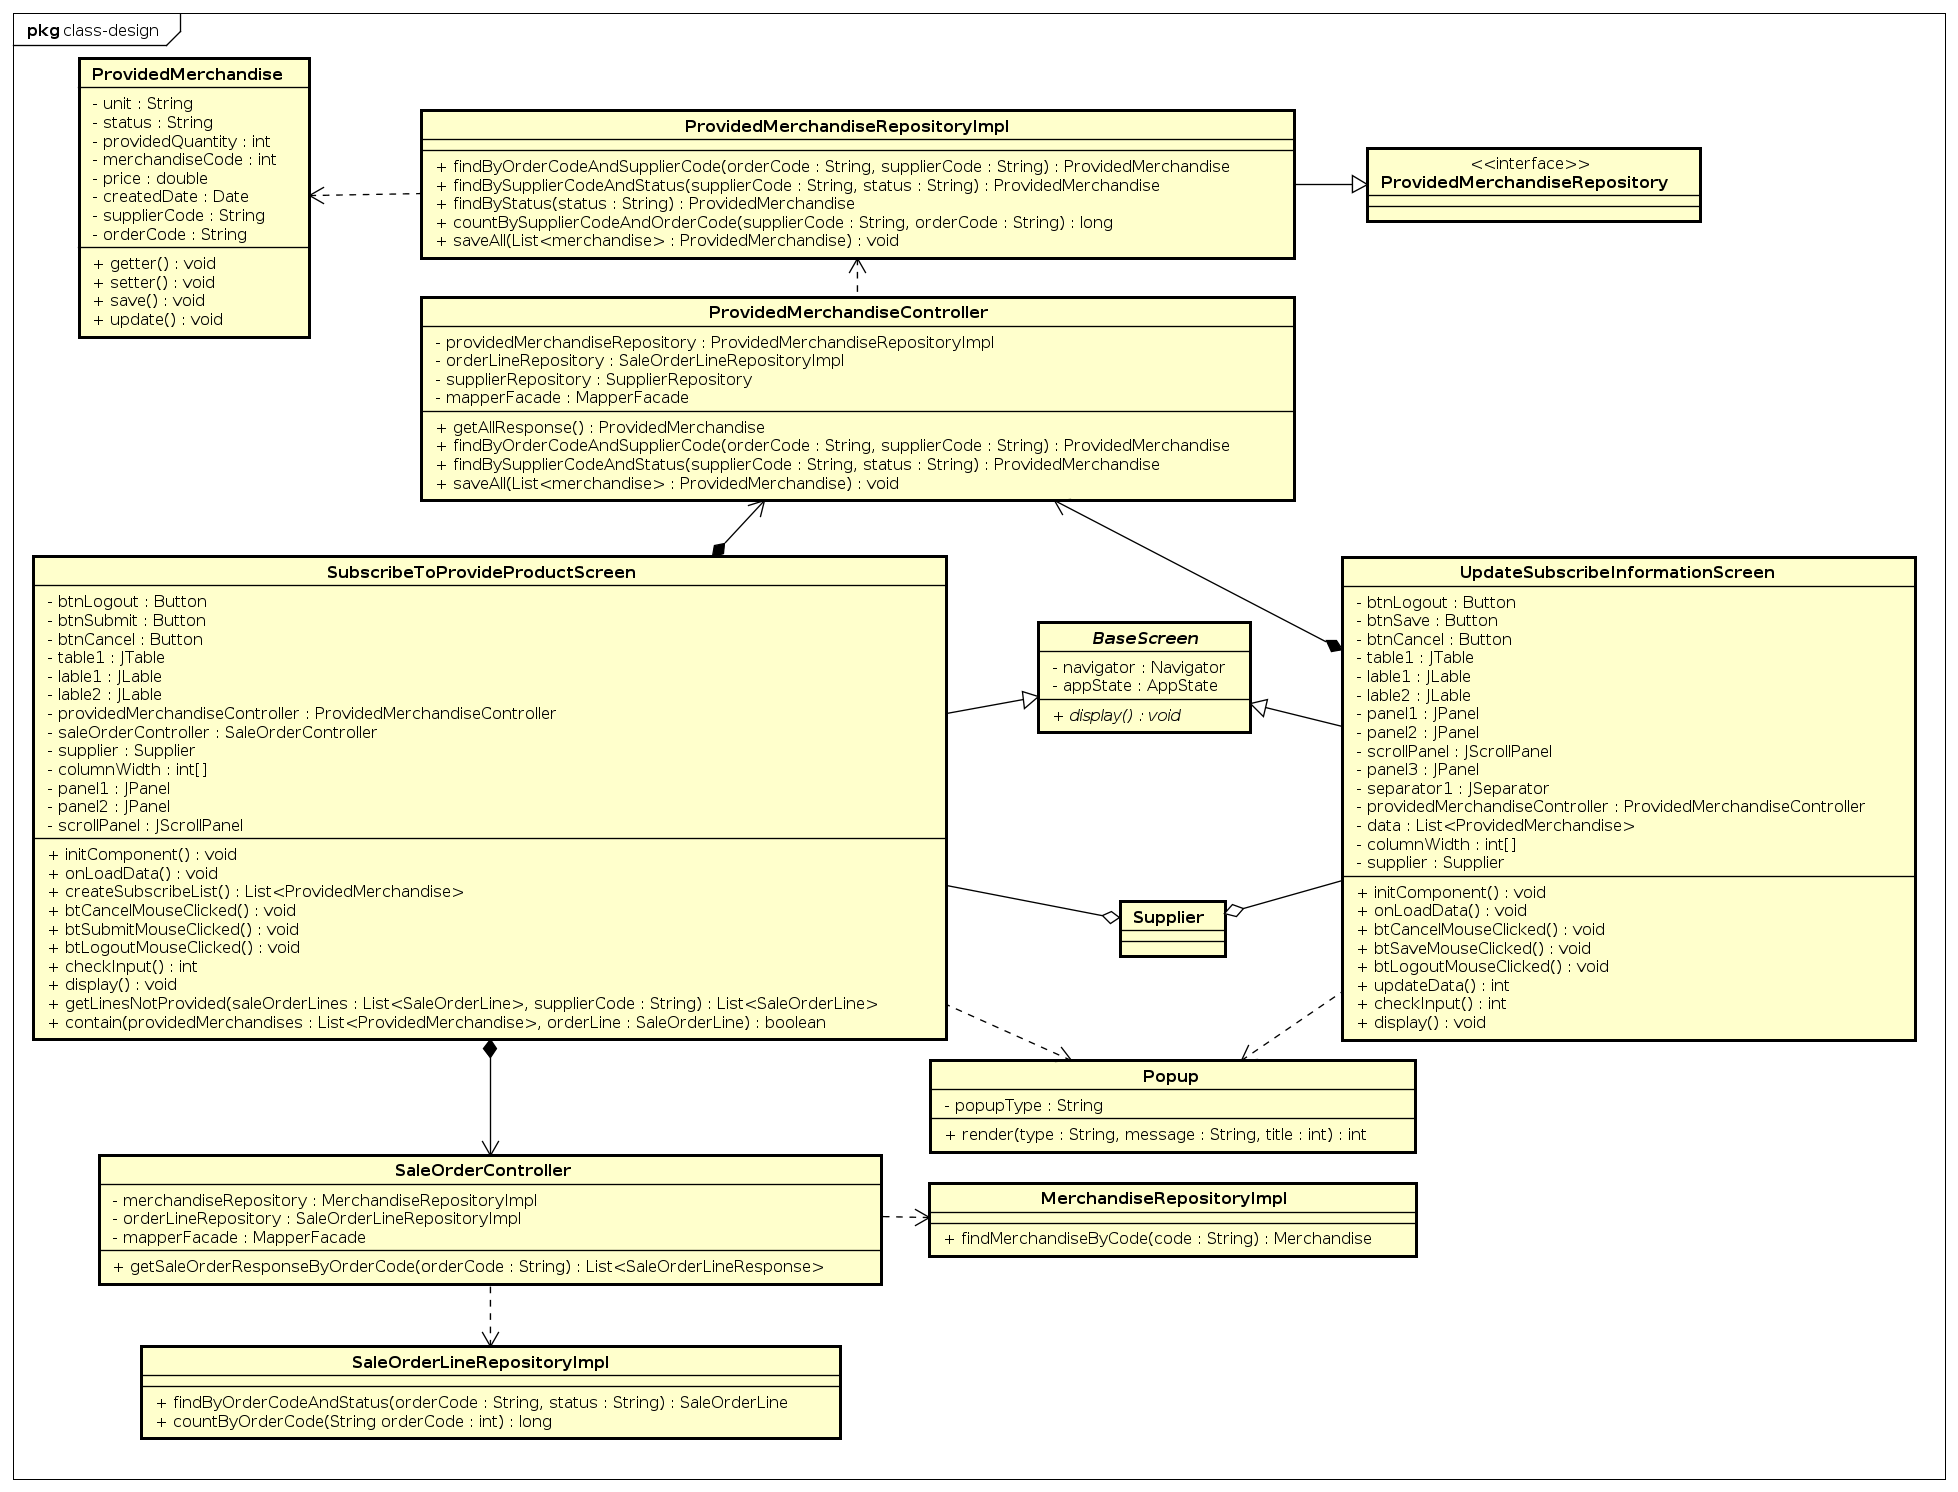 pkg class-design
ProvidedMerchandise
- unit : String
- status : String
- providedQuantity : int
- merchandiseCode : int
- price : double
- createdDate : Date
- supplierCode : String
- orderCode : String
+ getter() : void
+ setter() : void
+ save() : void
+ update() : void
ProvidedMerchandiseRepositoryImpl
+ findByOrderCodeAndSupplierCode(orderCode : String, supplierCode : String) : ProvidedMerchandise
+ findBySupplierCodeAndStatus(supplierCode : String, status : String) : ProvidedMerchandise
+ findByStatus(status : String) : ProvidedMerchandise
+ countBySupplierCodeAndOrderCode(supplierCode : String, orderCode : String) : long
+ saveAll(List<merchandise> : ProvidedMerchandise) : void
<<interface>>
ProvidedMerchandiseRepository
ProvidedMerchandiseController
- providedMerchandiseRepository : ProvidedMerchandiseRepositoryImpl
- orderLineRepository : SaleOrderLineRepositoryImpl
- supplierRepository : SupplierRepository
- mapperFacade : MapperFacade
+ getAllResponse() : ProvidedMerchandise
+ findByOrderCodeAndSupplierCode(orderCode : String, supplierCode : String) : ProvidedMerchandise
+ findBySupplierCodeAndStatus(supplierCode : String, status : String) : ProvidedMerchandise
+ saveAll(List<merchandise> : ProvidedMerchandise) : void
SubscribeToProvideProductScreen
- btnLogout : Button
- btnSubmit : Button
- btnCancel : Button
- table1 : JTable
- lable1 : JLable
- lable2 : JLable
- providedMerchandiseController : ProvidedMerchandiseController
- saleOrderController : SaleOrderController
- supplier : Supplier
- columnWidth : int[]
- panel1 : JPanel
- panel2 : JPanel
- scrollPanel : JScrollPanel
+ initComponent() : void
+ onLoadData() : void
+ createSubscribeList() : List<ProvidedMerchandise>
+ btCancelMouseClicked() : void
+ btSubmitMouseClicked() : void
+ btLogoutMouseClicked() : void
+ checkInput() : int
+ display() : void
+ getLinesNotProvided(saleOrderLines : List<SaleOrderLine>, supplierCode : String) : List<SaleOrderLine>
+ contain(providedMerchandises : List<ProvidedMerchandise>, orderLine : SaleOrderLine) : boolean
BaseScreen
- navigator : Navigator
- appState : AppState
+ display() : void
UpdateSubscribeInformationScreen
- btnLogout : Button
- btnSave : Button
- btnCancel : Button
- table1 : JTable
- lable1 : JLable
- lable2 : JLable
- panel1 : JPanel
- panel2 : JPanel
- scrollPanel : JScrollPanel
- panel3 : JPanel
- separator1 : JSeparator
- providedMerchandiseController : ProvidedMerchandiseController
- data : List<ProvidedMerchandise>
- columnWidth : int[]
- supplier : Supplier
+ initComponent() : void
+ onLoadData() : void
+ btCancelMouseClicked() : void
+ btSaveMouseClicked() : void
+ btLogoutMouseClicked() : void
+ updateData() : int
+ checkInput() : int
+ display() : void
Supplier
Popup
- popupType : String
+ render(type : String, message : String, title : int) : int
SaleOrderController
- merchandiseRepository : MerchandiseRepositoryImpl
- orderLineRepository : SaleOrderLineRepositoryImpl
- mapperFacade : MapperFacade
+ getSaleOrderResponseByOrderCode(orderCode : String) : List<SaleOrderLineResponse>
MerchandiseRepositoryImpl
+ findMerchandiseByCode(code : String) : Merchandise
SaleOrderLineRepositoryImpl
+ findByOrderCodeAndStatus(orderCode : String, status : String) : SaleOrderLine
+ countByOrderCode(String orderCode : int) : long